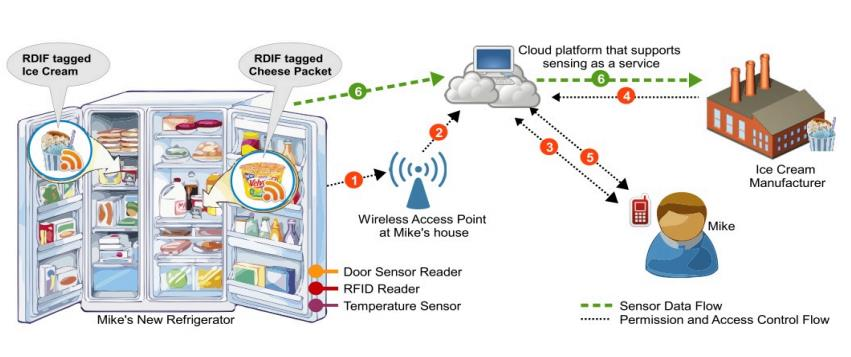 RDIF tagged
Ice Cream
RDIF tagged
Cheese Packet
Cloud platform that supports
sensing as a service
6
6
4
2
3
5
1
Ice Cream
Manufacturer
Wireless Access Point
at Mike's house
Mike
Door Sensor Reader
RFID Reader
Temperature Sensor
Mike's New Refrigerator
Sensor Data Flow
Permission and Access Control Flow